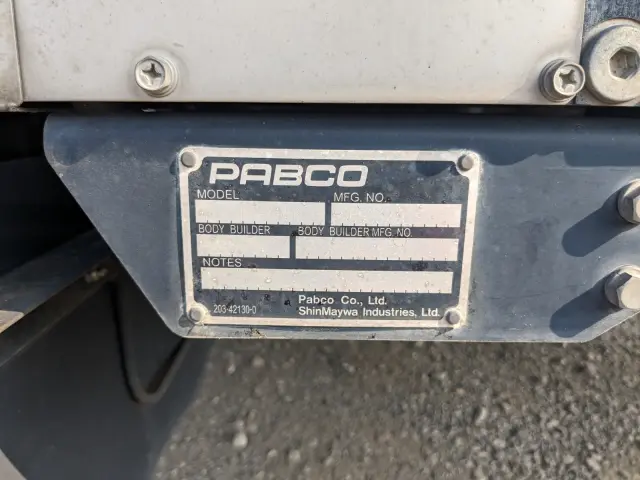 PABCO
MODEL MFG. NO.
BODY BUILDER BODY BUILDER MFG. NO.
NOTES
203-42130-0 Pabco Co., Ltd.
ShinMaywa Industries, Ltd.